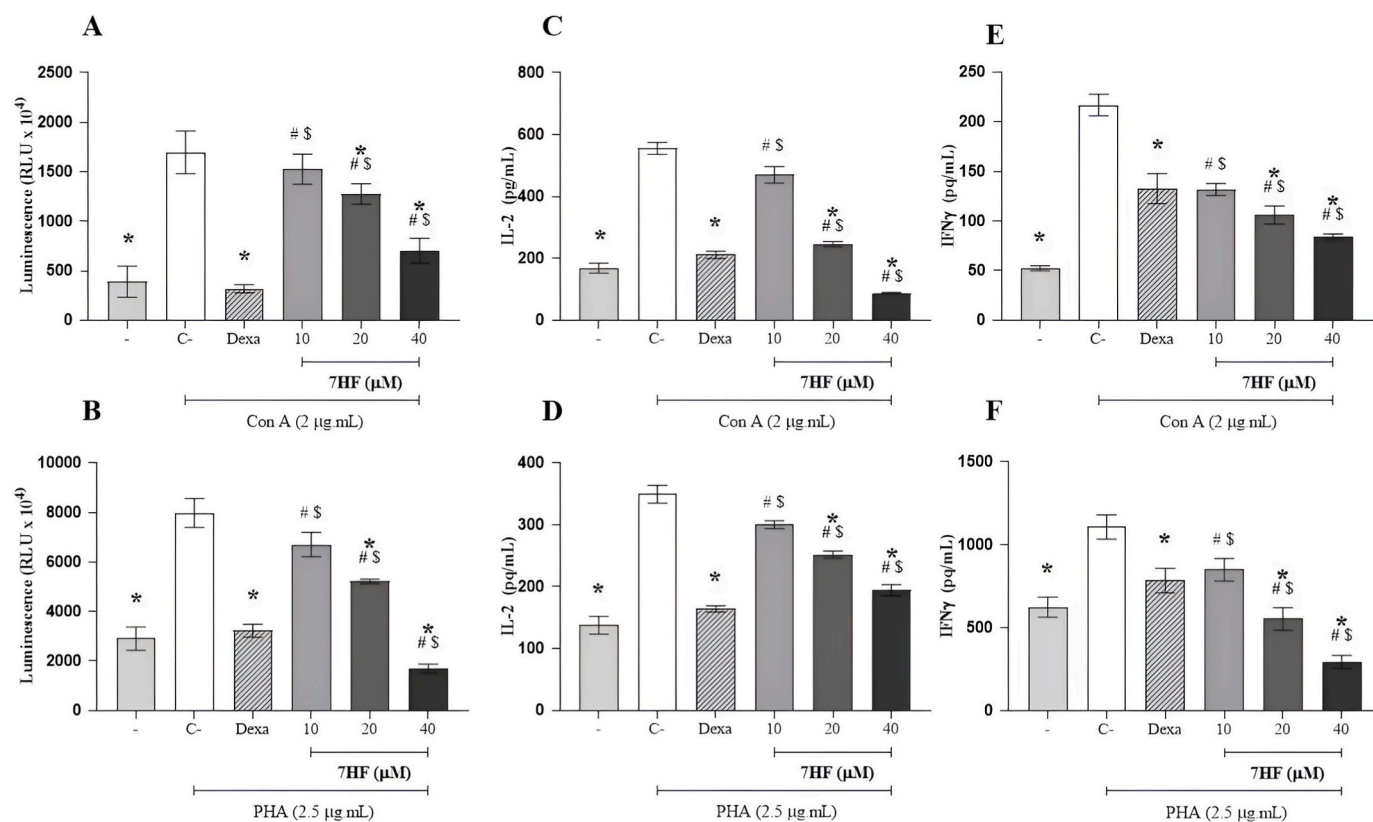 A
Luminescence (RLU x 10⁴)
2500
2000
1500
1000
500
0
*
*
# $
*
# $
*
# $
- C- Dexa 10 20 40
7HF (μM)
Con A (2 μg.mL)
C
IL-2 (pg/mL)
800
600
400
200
0
*
*
# $
*
# $
*
# $
- C- Dexa 10 20 40
7HF (μM)
Con A (2 μg.mL)
E
IFNγ (pq/mL)
250
200
150
100
50
0
*
*
# $
*
# $
*
# $
- C- Dexa 10 20 40
7HF (μM)
Con A (2 μg.mL)
B
Luminescence (RLU x 10⁴)
10000
8000
6000
4000
2000
0
*
*
# $
*
# $
*
# $
- C- Dexa 10 20 40
7HF (μM)
PHA (2.5 μg.mL)
D
IL-2 (pq/mL)
400
300
200
100
0
*
*
# $
*
# $
*
# $
- C- Dexa 10 20 40
7HF (μM)
PHA (2.5 μg.mL)
F
IFNγ (pq/mL)
1500
1000
500
0
*
*
# $
*
# $
*
# $
- C- Dexa 10 20 40
7HF (μM)
PHA (2.5 μg.mL)